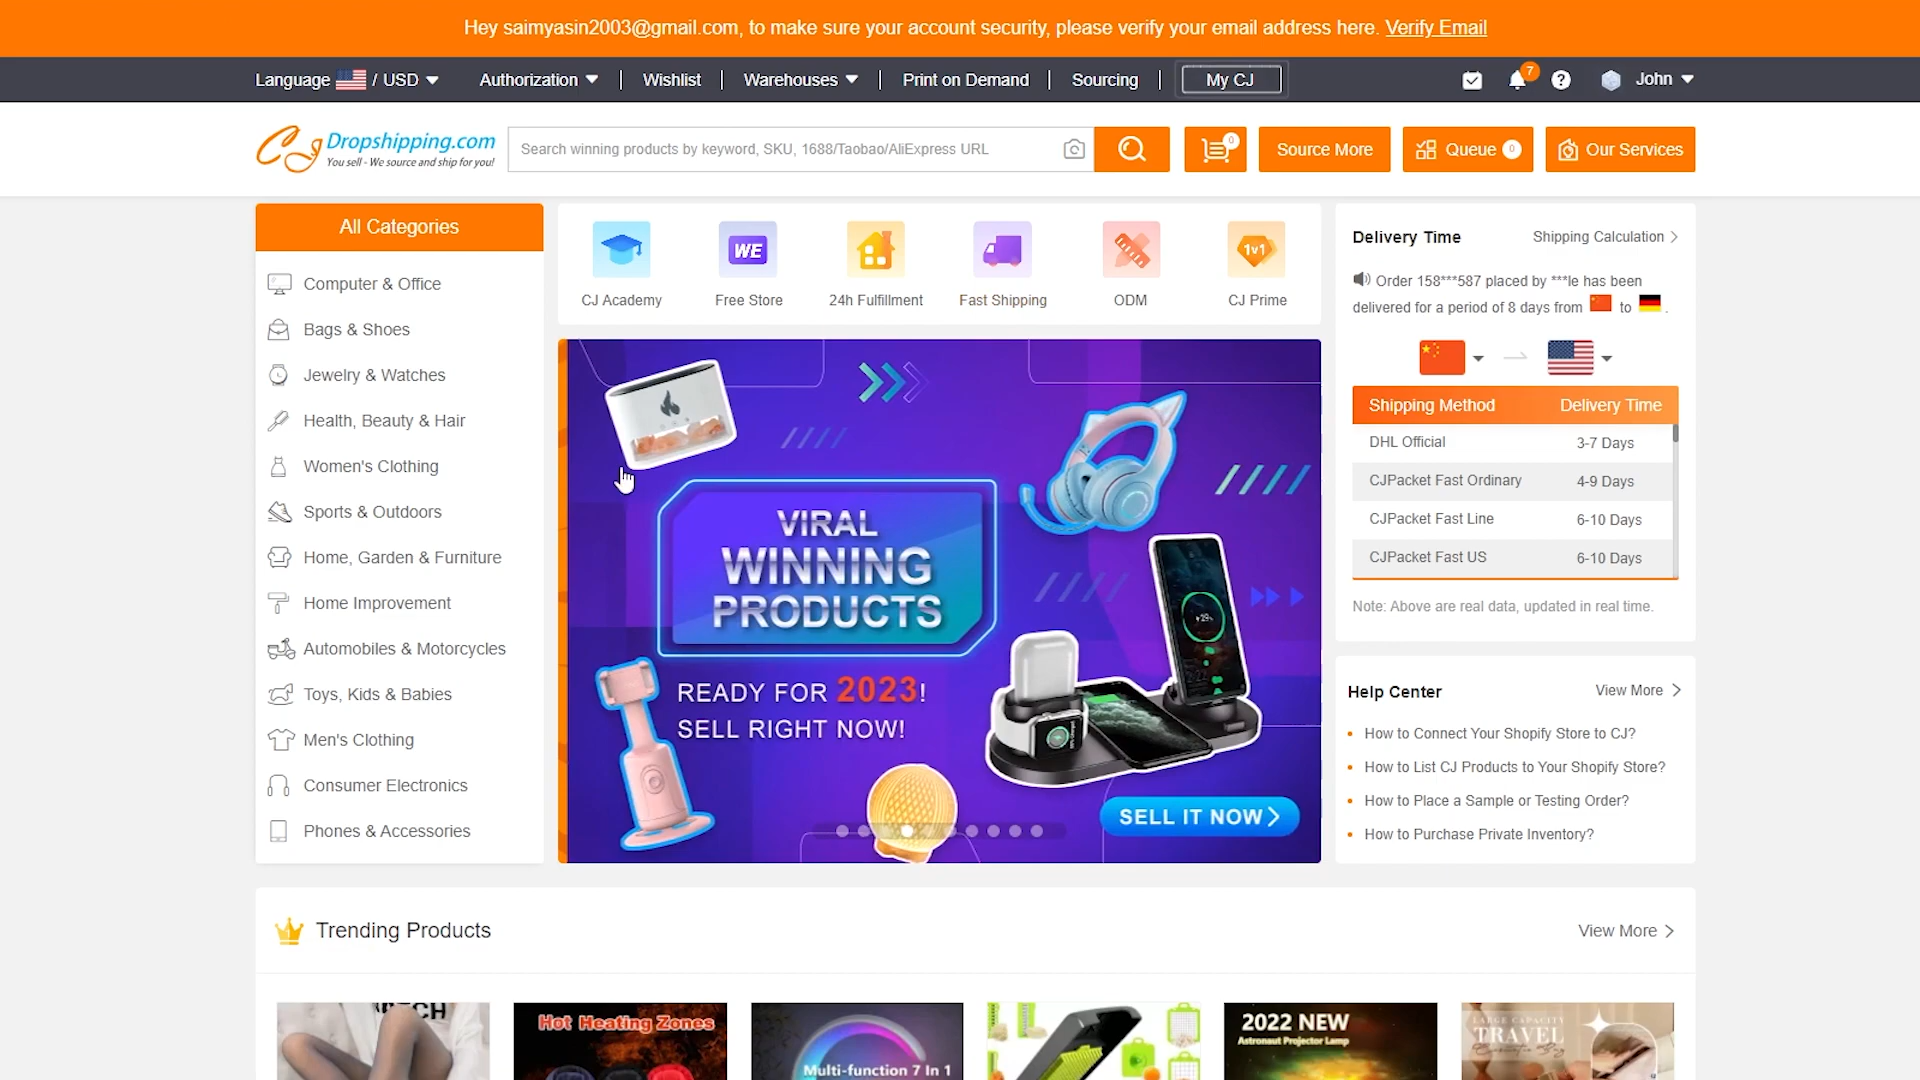 Hey saimyasin2003@gmail.com, to make sure your account security, please verify your email address here. Verify Email
Language / USD Authorization Wishlist Warehouses Print on Demand Sourcing My CJ 7 John
CJ Dropshipping.com
You sell - We source and ship for you!
Search winning products by keyword, SKU, 1688/Taobao/AliExpress URL
0
Source More
Queue 0
Our Services
All Categories
Computer & Office
Bags & Shoes
Jewelry & Watches
Health, Beauty & Hair
Women's Clothing
Sports & Outdoors
Home, Garden & Furniture
Home Improvement
Automobiles & Motorcycles
Toys, Kids & Babies
Men's Clothing
Consumer Electronics
Phones & Accessories
CJ Academy
WE
Free Store
24h Fulfillment
Fast Shipping
ODM
1v1
CJ Prime
VIRAL
WINNING
PRODUCTS
READY FOR 2023!
SELL RIGHT NOW!
SELL IT NOW
Delivery Time Shipping Calculation
Order 158***587 placed by ***le has been
delivered for a period of 8 days from to .
Shipping Method Delivery Time
DHL Official 3-7 Days
CJPacket Fast Ordinary 4-9 Days
CJPacket Fast Line 6-10 Days
CJPacket Fast US 6-10 Days
Note: Above are real data, updated in real time.
Help Center View More
How to Connect Your Shopify Store to CJ?
How to List CJ Products to Your Shopify Store?
How to Place a Sample or Testing Order?
How to Purchase Private Inventory?
Trending Products View More
Hot Heating Zones
Multi-function 7 In 1
2022 NEW
Astronaut Projector Lamp
LARGE CAPACITY
TRAVEL
Cosmetic Bag